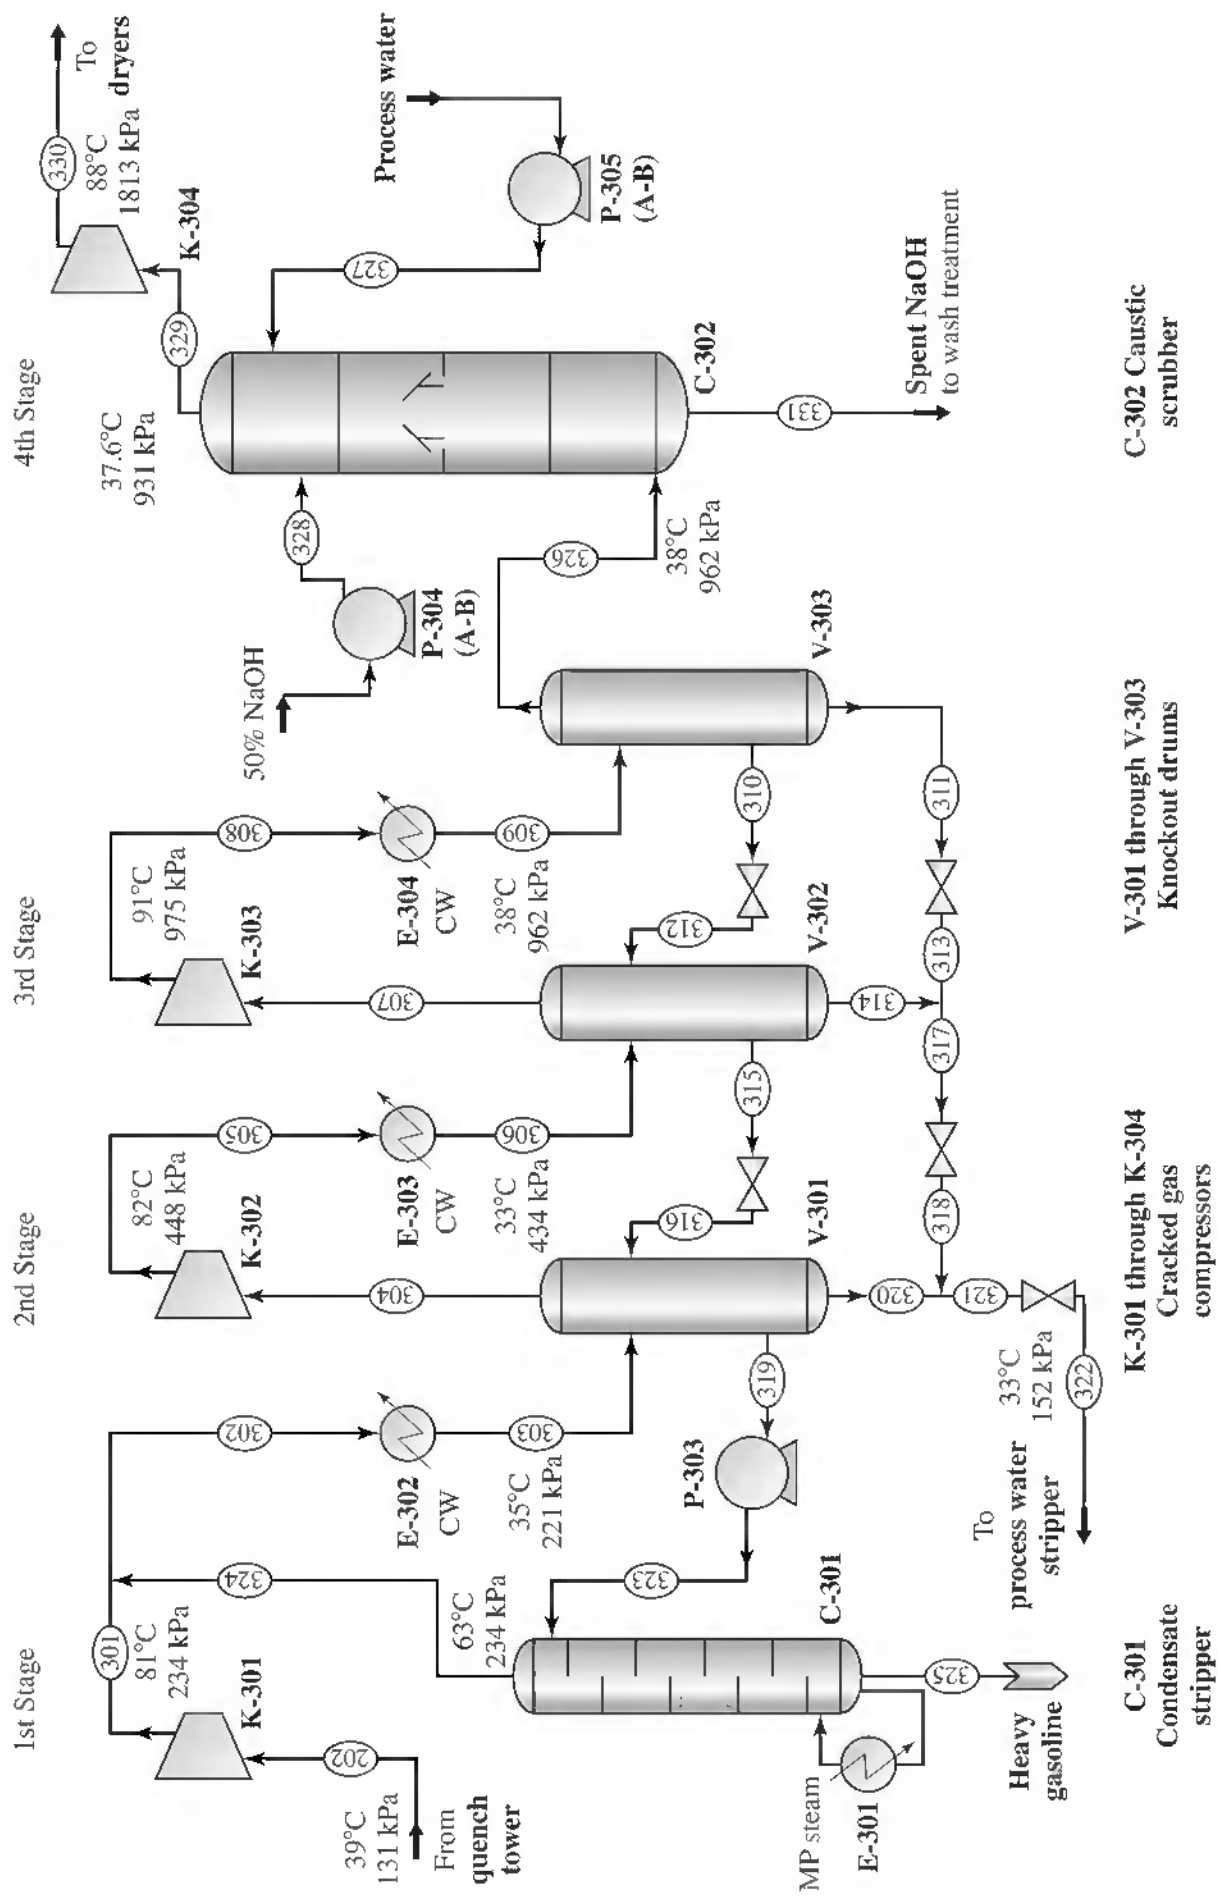 1st Stage
2nd Stage
3rd Stage
4th Stage
From
quench
tower
39°C
131 kPa
202
K-301
301
81°C
234 kPa
324
63°C
234 kPa
302
E-302
CW
303
35°C
221 kPa
304
K-302
82°C
448 kPa
305
E-303
CW
306
33°C
434 kPa
307
K-303
91°C
975 kPa
308
E-304
CW
309
38°C
962 kPa
50% NaOH
P-304
(A-B)
328
37.6°C
931 kPa
329
K-304
330
88°C
1813 kPa
To
dryers
Process water
P-305
(A-B)
327
C-302
326
38°C
962 kPa
331
Spent NaOH
to wash treatment
V-303
310
311
312
V-302
313
314
315
316
317
V-301
318
319
320
321
322
33°C
152 kPa
To
process water
stripper
P-303
323
C-301
MP steam
E-301
325
Heavy
gasoline
C-301
Condensate
stripper
K-301 through K-304
Cracked gas
compressors
V-301 through V-303
Knockout drums
C-302 Caustic
scrubber